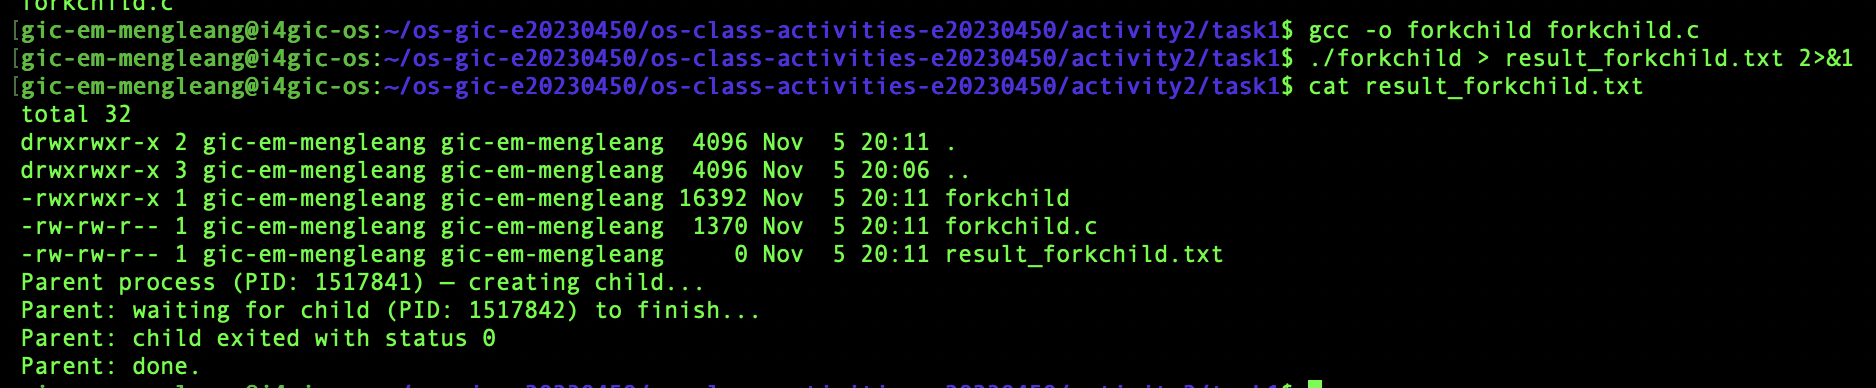 forkchild.c
[gic-em-mengleang@i4gic-os:~/os-gic-e20230450/os-class-activities-e20230450/activity2/task1$ gcc -o forkchild forkchild.c
[gic-em-mengleang@i4gic-os:~/os-gic-e20230450/os-class-activities-e20230450/activity2/task1$ ./forkchild > result_forkchild.txt 2>&1
[gic-em-mengleang@i4gic-os:~/os-gic-e20230450/os-class-activities-e20230450/activity2/task1$ cat result_forkchild.txt
total 32
drwxrwxr-x 2 gic-em-mengleang gic-em-mengleang  4096 Nov  5 20:11 .
drwxrwxr-x 3 gic-em-mengleang gic-em-mengleang  4096 Nov  5 20:06 ..
-rwxrwxr-x 1 gic-em-mengleang gic-em-mengleang 16392 Nov  5 20:11 forkchild
-rw-rw-r-- 1 gic-em-mengleang gic-em-mengleang  1370 Nov  5 20:11 forkchild.c
-rw-rw-r-- 1 gic-em-mengleang gic-em-mengleang     0 Nov  5 20:11 result_forkchild.txt
Parent process (PID: 1517841) — creating child...
Parent: waiting for child (PID: 1517842) to finish...
Parent: child exited with status 0
Parent: done.